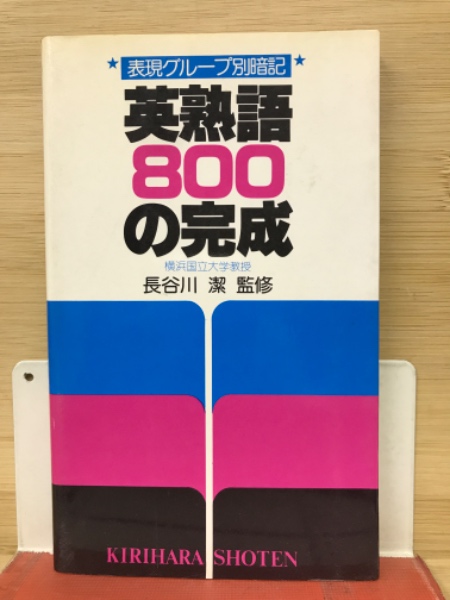 ★表現グループ別暗記★
英熟語
800
の完成
横浜国立大学教授
長谷川 潔 監修
KIRIHARA SHOTEN